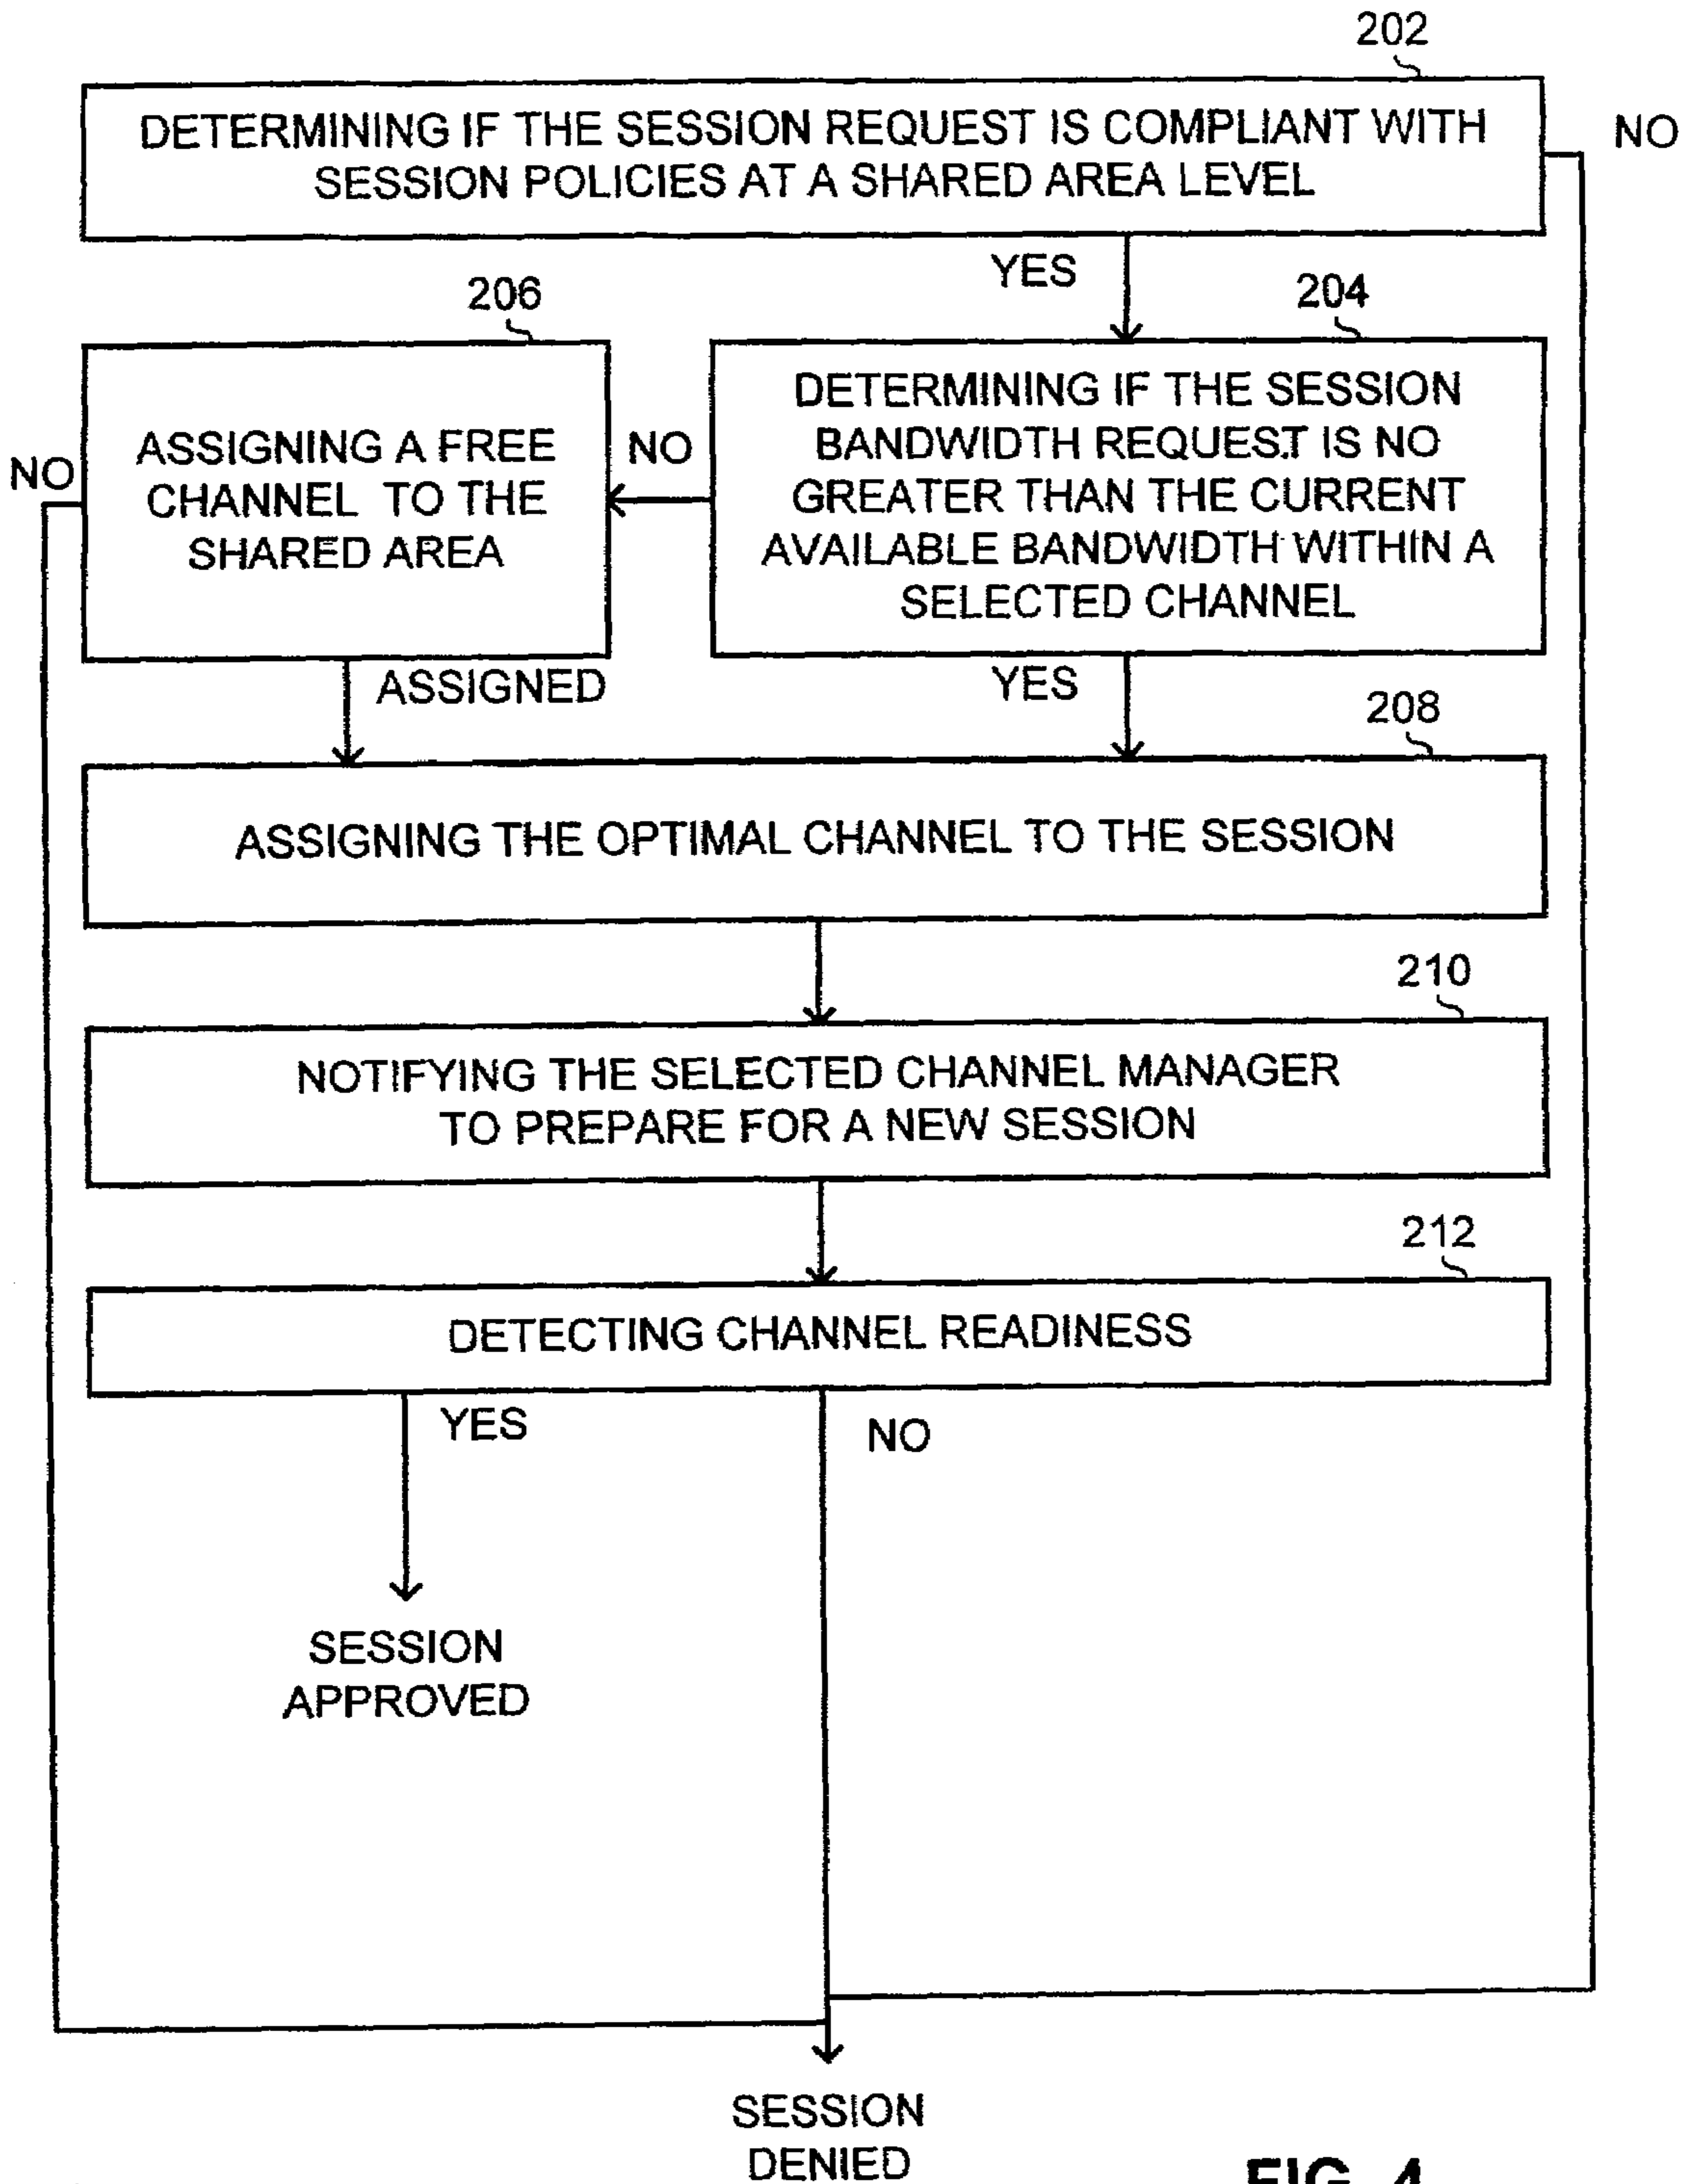 202
DETERMINING IF THE SESSION REQUEST IS COMPLIANT WITH
SESSION POLICIES AT A SHARED AREA LEVEL
NO
YES
206
204
ASSIGNING A FREE
CHANNEL TO THE
SHARED AREA
NO
NO
DETERMINING IF THE SESSION
BANDWIDTH REQUEST IS NO
GREATER THAN THE CURRENT
AVAILABLE BANDWIDTH WITHIN A
SELECTED CHANNEL
ASSIGNED
YES
208
ASSIGNING THE OPTIMAL CHANNEL TO THE SESSION
210
NOTIFYING THE SELECTED CHANNEL MANAGER
TO PREPARE FOR A NEW SESSION
212
DETECTING CHANNEL READINESS
YES
NO
SESSION
APPROVED
SESSION
DENIED
FIG. 4